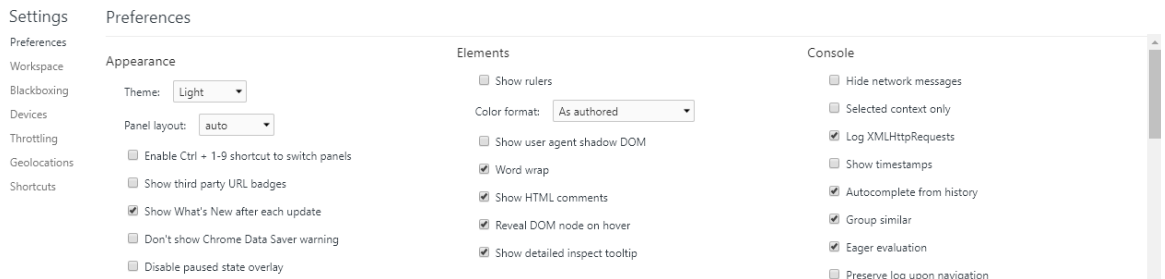 Settings
Preferences
Workspace
Blackboxing
Devices
Throttling
Geolocations
Shortcuts
Preferences
Appearance
Theme: Light
Panel layout: auto
Enable Ctrl + 1-9 shortcut to switch panels
Show third party URL badges
Show What's New after each update
Don't show Chrome Data Saver warning
Disable paused state overlay
Elements
Show rulers
Color format: As authored
Show user agent shadow DOM
Word wrap
Show HTML comments
Reveal DOM node on hover
Show detailed inspect tooltip
Console
Hide network messages
Selected context only
Log XMLHttpRequests
Show timestamps
Autocomplete from history
Group similar
Eager evaluation
Preserve log upon navigation